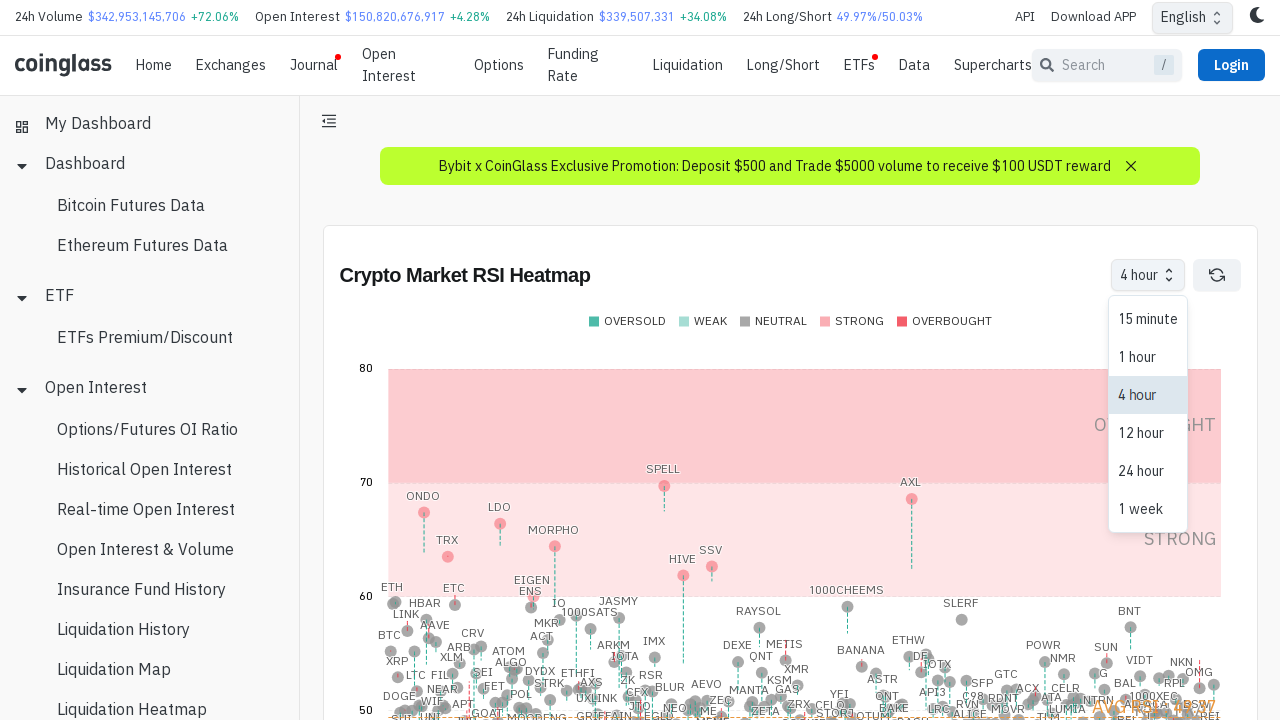 24h Volume $342,953,145,706 +72.06% Open Interest $150,820,676,917 +4.28% 24h Liquidation $339,507,331 +34.08% 24h Long/Short 49.97%/50.03% API Download APP English
coinglass Home Exchanges Journal Open Interest Options Funding Rate Liquidation Long/Short ETFs Data Supercharts Search / Login
My Dashboard
Dashboard
Bitcoin Futures Data
Ethereum Futures Data
ETF
ETFs Premium/Discount
Open Interest
Options/Futures OI Ratio
Historical Open Interest
Real-time Open Interest
Open Interest & Volume
Insurance Fund History
Liquidation History
Liquidation Map
Liquidation Heatmap
Bybit x CoinGlass Exclusive Promotion: Deposit $500 and Trade $5000 volume to receive $100 USDT reward
Crypto Market RSI Heatmap
4 hour
15 minute
1 hour
4 hour
12 hour
24 hour
1 week
OVERSOLD WEAK NEUTRAL STRONG OVERBOUGHT
80
70
STRONG
60
50
SPELL
AXL
ONDO
LDO
MORPHO
TRX
SSV
HIVE
EIGEN
ETH
ETC
ENS
1000CHEEMS
HBAR
IO
JASMY
SLERF
LINK
1000SATS
RAYSOL
BNT
AAVE
MKR
BTC
CRV
ACT
ARKM
IMX
DEXE
METIS
ETHW
POWR
SUN
ARB
ATOM
BANANA
XRP
XLM
ALGO
IOTA
QNT
IOTX
NMR
VIDT
NKN
LTC
FIL
SEI
DYDX
ETHFI
ZK
RSR
XMR
GTC
OMG
NEAR
FET
STRK
AXS
BLUR
AEVO
KSM
ASTR
SFP
ACX
CELR
BAL
RPL
DOGE
POL
CFX
MANTA
GAS
YFI
API3
C98
WIF
APT
ZRX
CELO
RVN
1000XEC
GOAT
ZETA
LUMIA
ALICE
GRIFFAIN